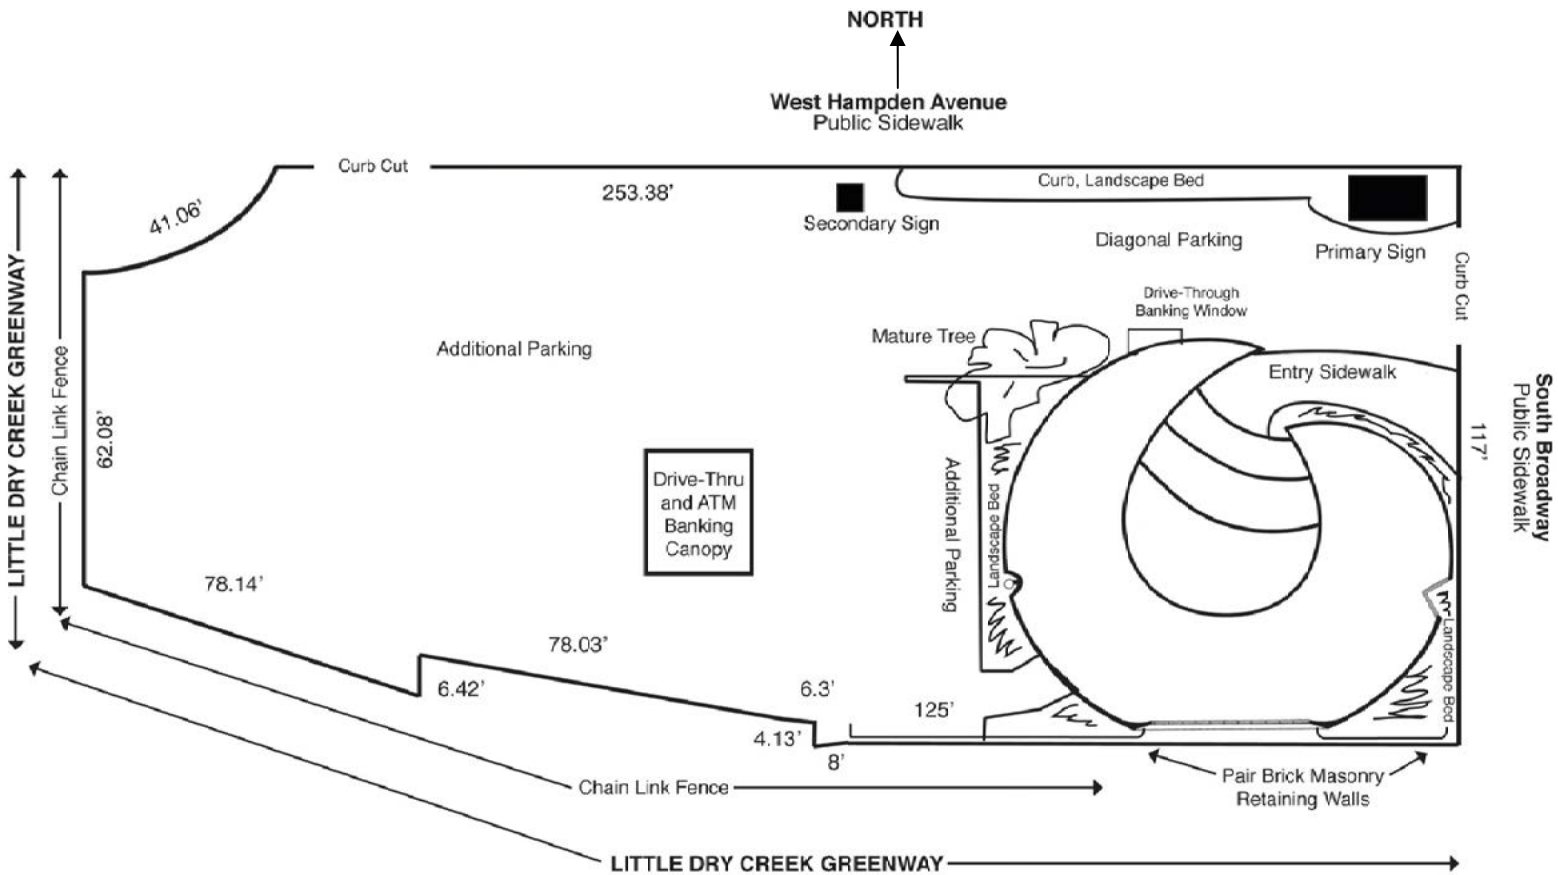 NORTH
West Hampden Avenue
Public Sidewalk
Curb Cut
253.38’
Curb, Landscape Bed
41.06’
Secondary Sign
Diagonal Parking
Primary Sign
Curb Cut
Drive-Through
Banking Window
Mature Tree
Additional Parking
Entry Sidewalk
LITTLE DRY CREEK GREENWAY
Chain Link Fence
62.08’
South Broadway
Public Sidewalk
117’
Drive-Thru
and ATM
Banking
Canopy
Additional Parking
Landscape Bed
Landscape Bed
78.14’
78.03’
6.42’
6.3’
125’
4.13’
8’
Chain Link Fence
Pair Brick Masonry
Retaining Walls
LITTLE DRY CREEK GREENWAY